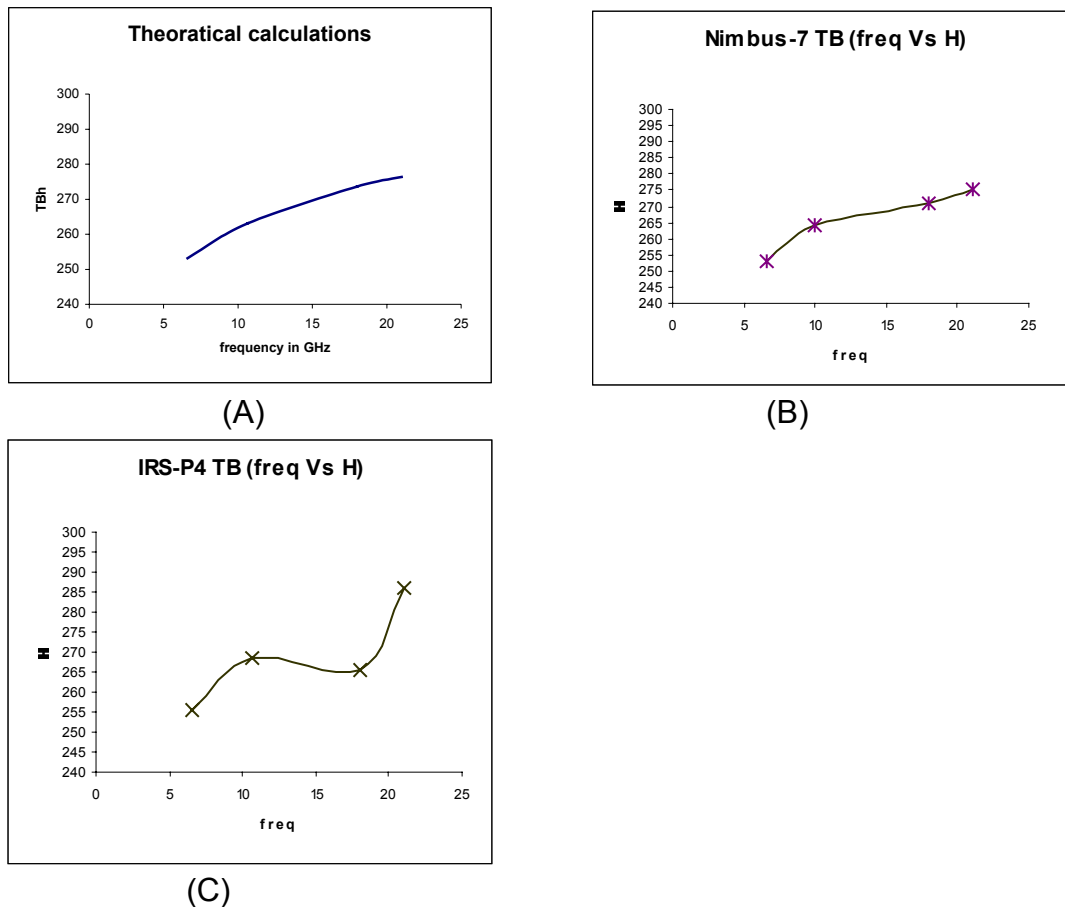 Theoratical calculations
300
290
280
270
260
250
240
TBh
0 5 10 15 20 25
frequency in GHz
(A)
Nimbus-7 TB (freq Vs H)
300
295
290
285
280
275
270
265
260
255
250
245
240
H
0 5 10 15 20 25
freq
(B)
IRS-P4 TB (freq Vs H)
300
295
290
285
280
275
270
265
260
255
250
245
240
H
0 5 10 15 20 25
freq
(C)